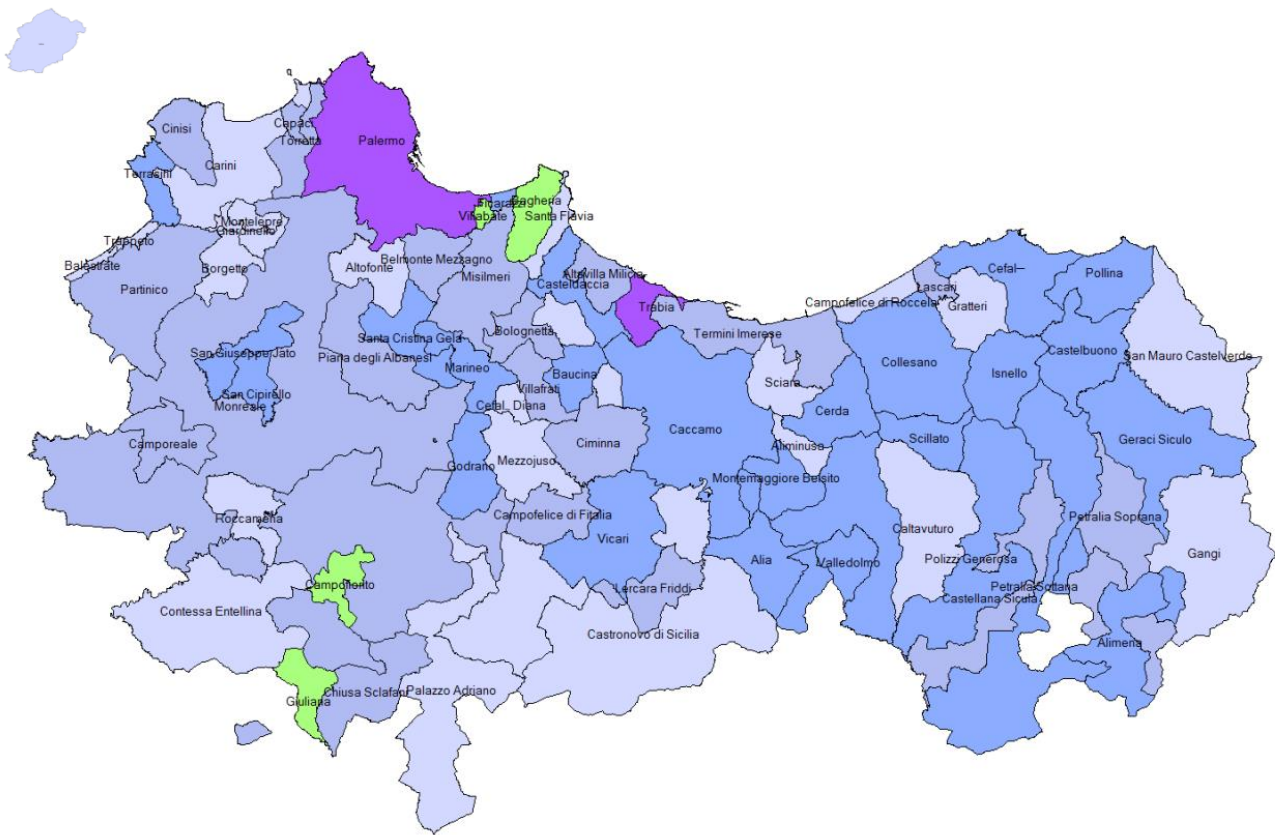 Cinisi
Capaci
Torretta
Palermo
Carini
Terrasini
Bagheria
Ficarazzi
Villabate
Santa Flavia
Montelepre
Giardinello
Trappeto
Balestrate
Borgetto
Partinico
Altofonte
Belmonte Mezzagno
Misilmeri
Altavilla Milicia
Casteldaccia
Trabia
Termini Imerese
Campofelice di Roccella
Lascari
Gratteri
Cefal
Pollina
San Mauro Castelverde
Castelbuono
Isnello
Collesano
Santa Cristina Gela
Bolognetta
San Giuseppe Jato
Piana degli Albanesi
Marineo
Baucina
Villafrati
Sciara
San Cipirello
Monreale
Cefal_ Diana
Cerda
Caccamo
Camporeale
Ciminna
Aliminusa
Scillato
Geraci Siculo
Mezzojuso
Godrano
Montemaggiore Belsito
Roccamena
Campofelice di Fitalia
Vicari
Caltavuturo
Petralia Soprana
Gangi
Alia
Valledolmo
Polizzi Generosa
Campofiorito
Lercara Friddi
Petralia Sottana
Castellana Sicula
Contessa Entellina
Castronovo di Sicilia
Alimena
Giuliana
Chiusa Sclafani
Palazzo Adriano